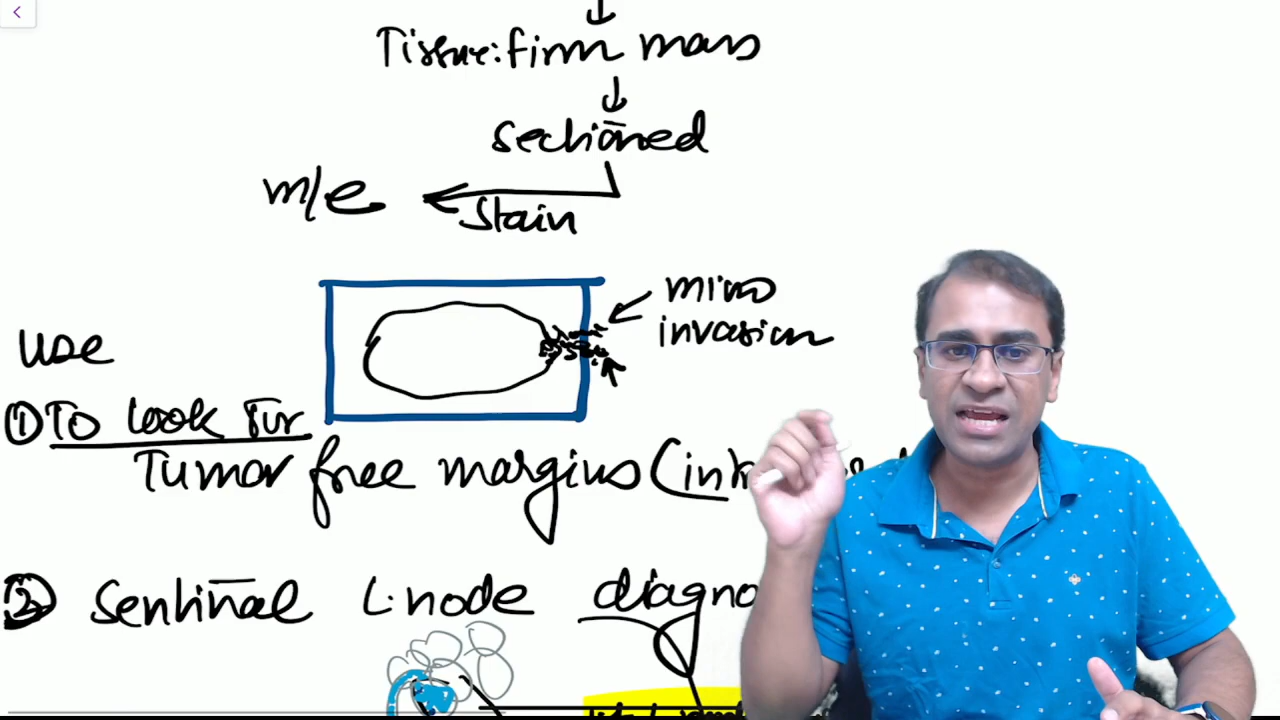 Tissue: firm mass
sectioned
m/e
stain
micro
invasion
use
① To look for
Tumor free margins (
② Sentinal L. node diagno